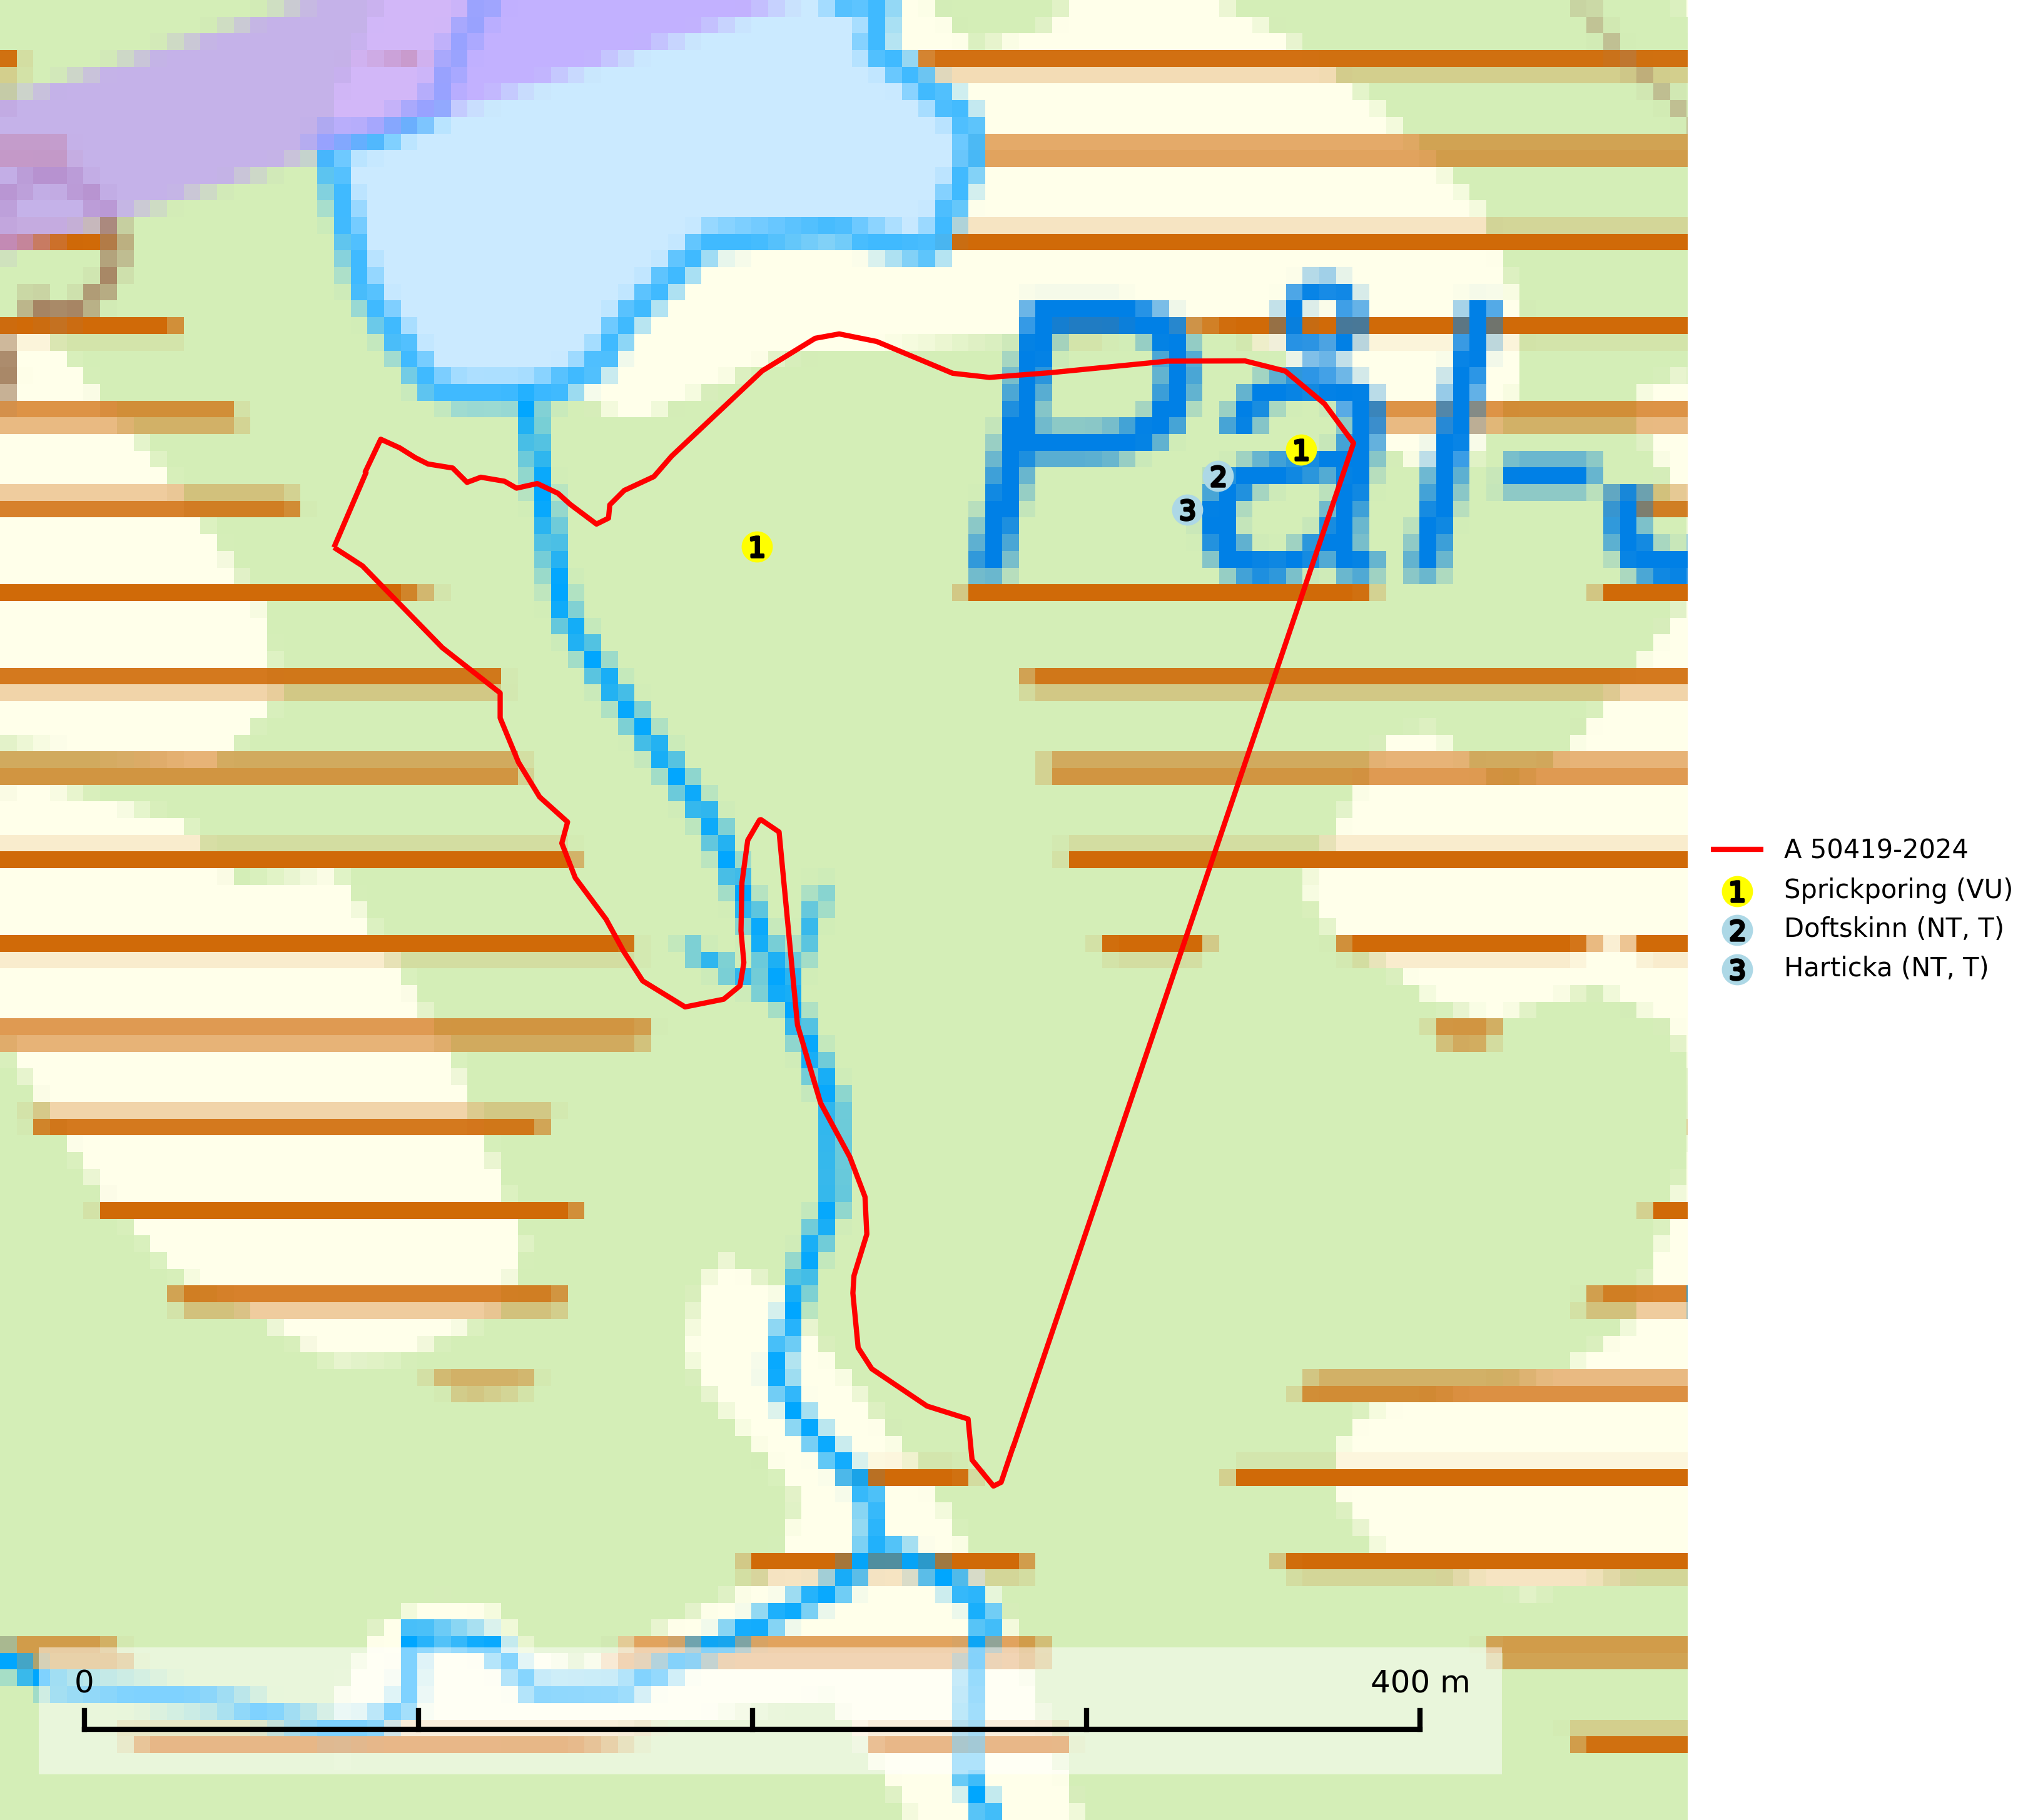 Pål-
1
2
3
1
A 50419-2024
1 Sprickporing (VU)
2 Doftskinn (NT, T)
3 Harticka (NT, T)
0 400 m